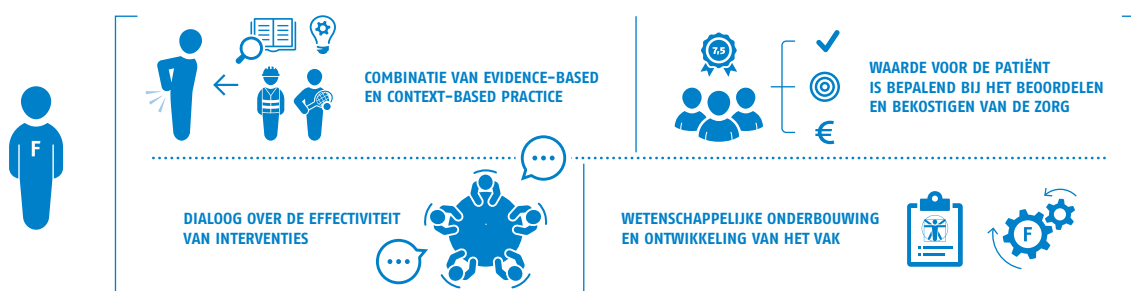 F
COMBINATIE VAN EVIDENCE-BASED
EN CONTEXT-BASED PRACTICE
7,5
€
WAARDE VOOR DE PATIËNT
IS BEPALEND BIJ HET BEOORDELEN
EN BEKOSTIGEN VAN DE ZORG
DIALOOG OVER DE EFFECTIVITEIT
VAN INTERVENTIES
WETENSCHAPPELIJKE ONDERBOUWING
EN ONTWIKKELING VAN HET VAK
F